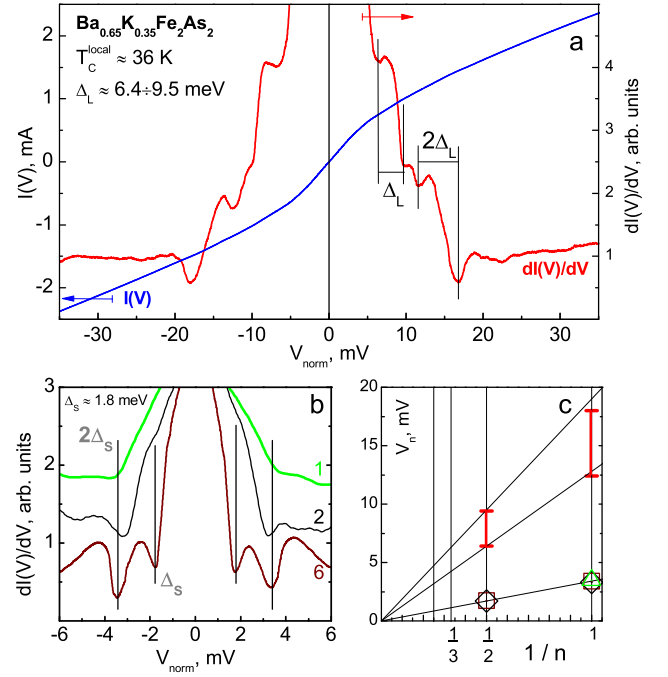 Ba0.65K0.35Fe2As2
TC^local ≈ 36 K
ΔL ≈ 6.4÷9.5 meV
a
2ΔL
ΔL
I(V)
dI(V)/dV
I(V), mA
2
1
0
-1
-2
dI(V)/dV, arb. units
4
3
2
1
-30 -20 -10 0 10 20 30
Vnorm, mV
b
ΔS ≈ 1.8 meV
2ΔS
ΔS
1
2
6
dI(V)/dV, arb. units
3
2
1
0
-6 -4 -2 0 2 4 6
Vnorm, mV
c
Vn, mV
20
15
10
5
0
1/3 1/2 1
1 / n